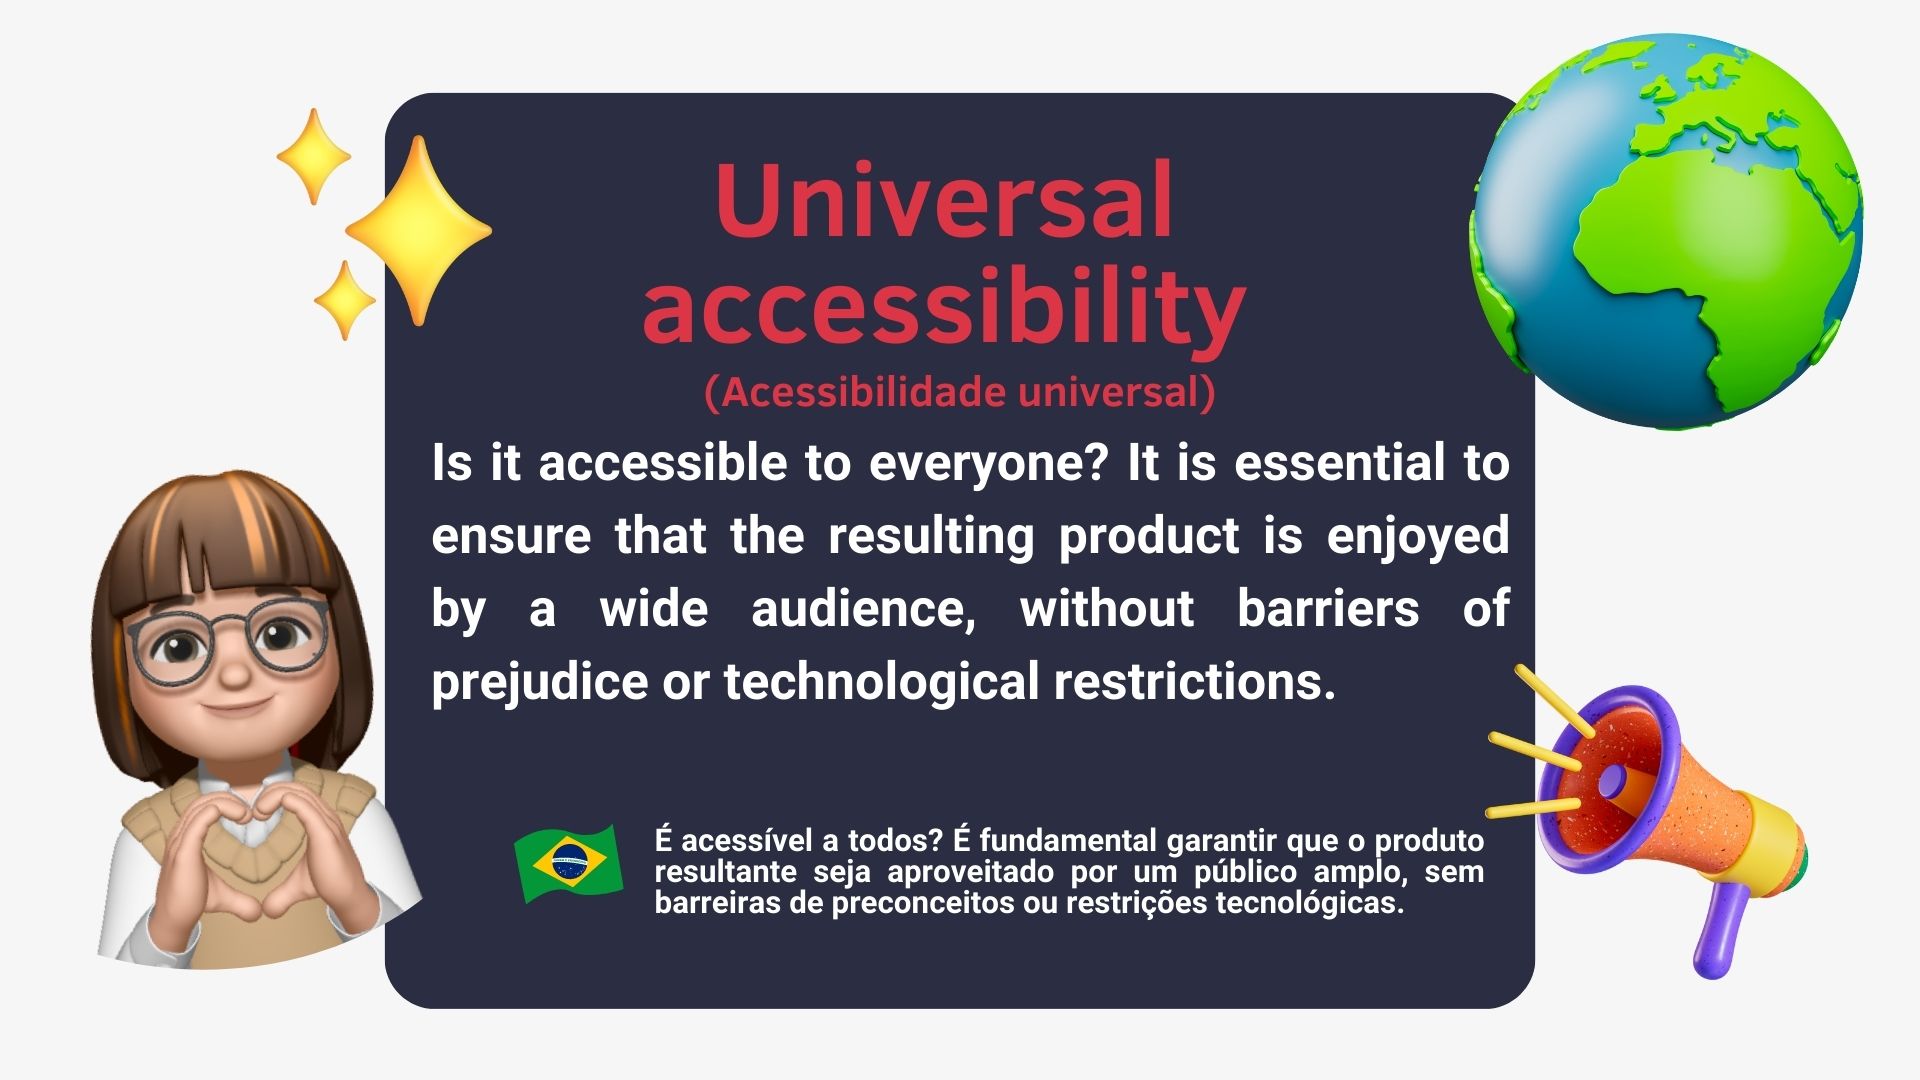 Universal
accessibility
(Acessibilidade universal)
Is it accessible to everyone? It is essential to
ensure that the resulting product is enjoyed
by a wide audience, without barriers of
prejudice or technological restrictions.
É acessível a todos? É fundamental garantir que o produto
resultante seja aproveitado por um público amplo, sem
barreiras de preconceitos ou restrições tecnológicas.